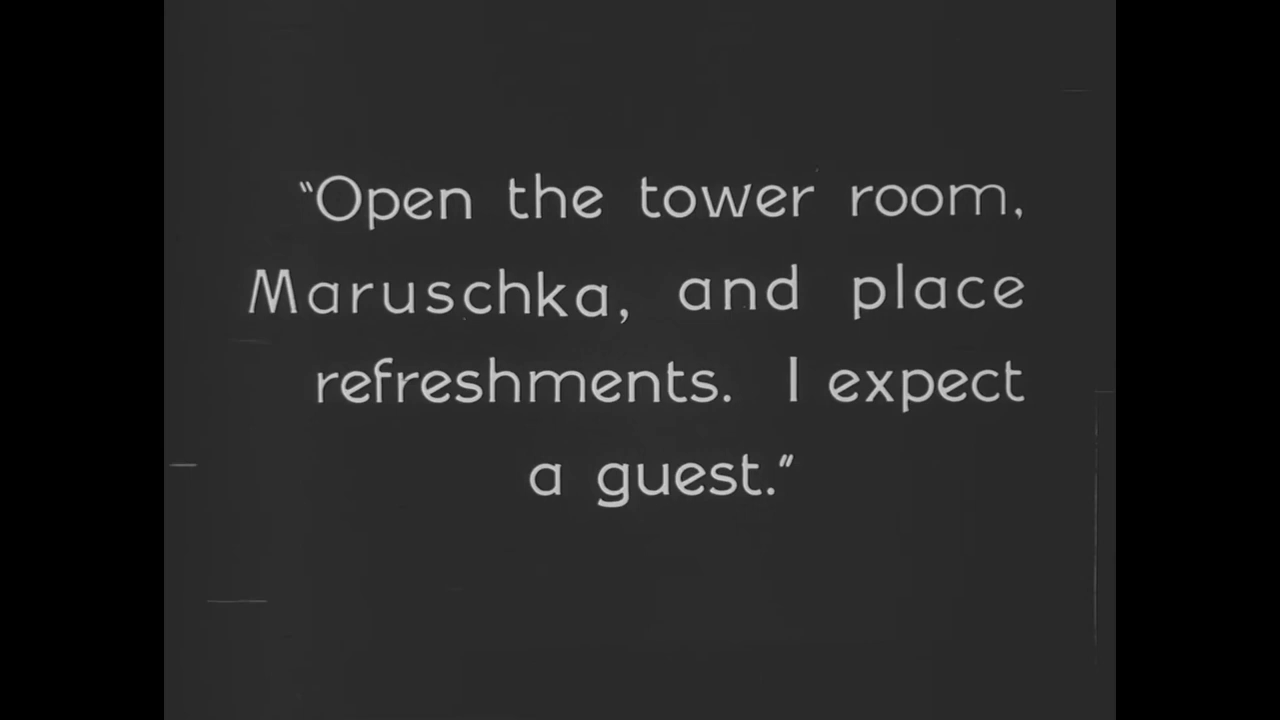 "Open the tower room,
Maruschka, and place
refreshments. I expect
a guest."